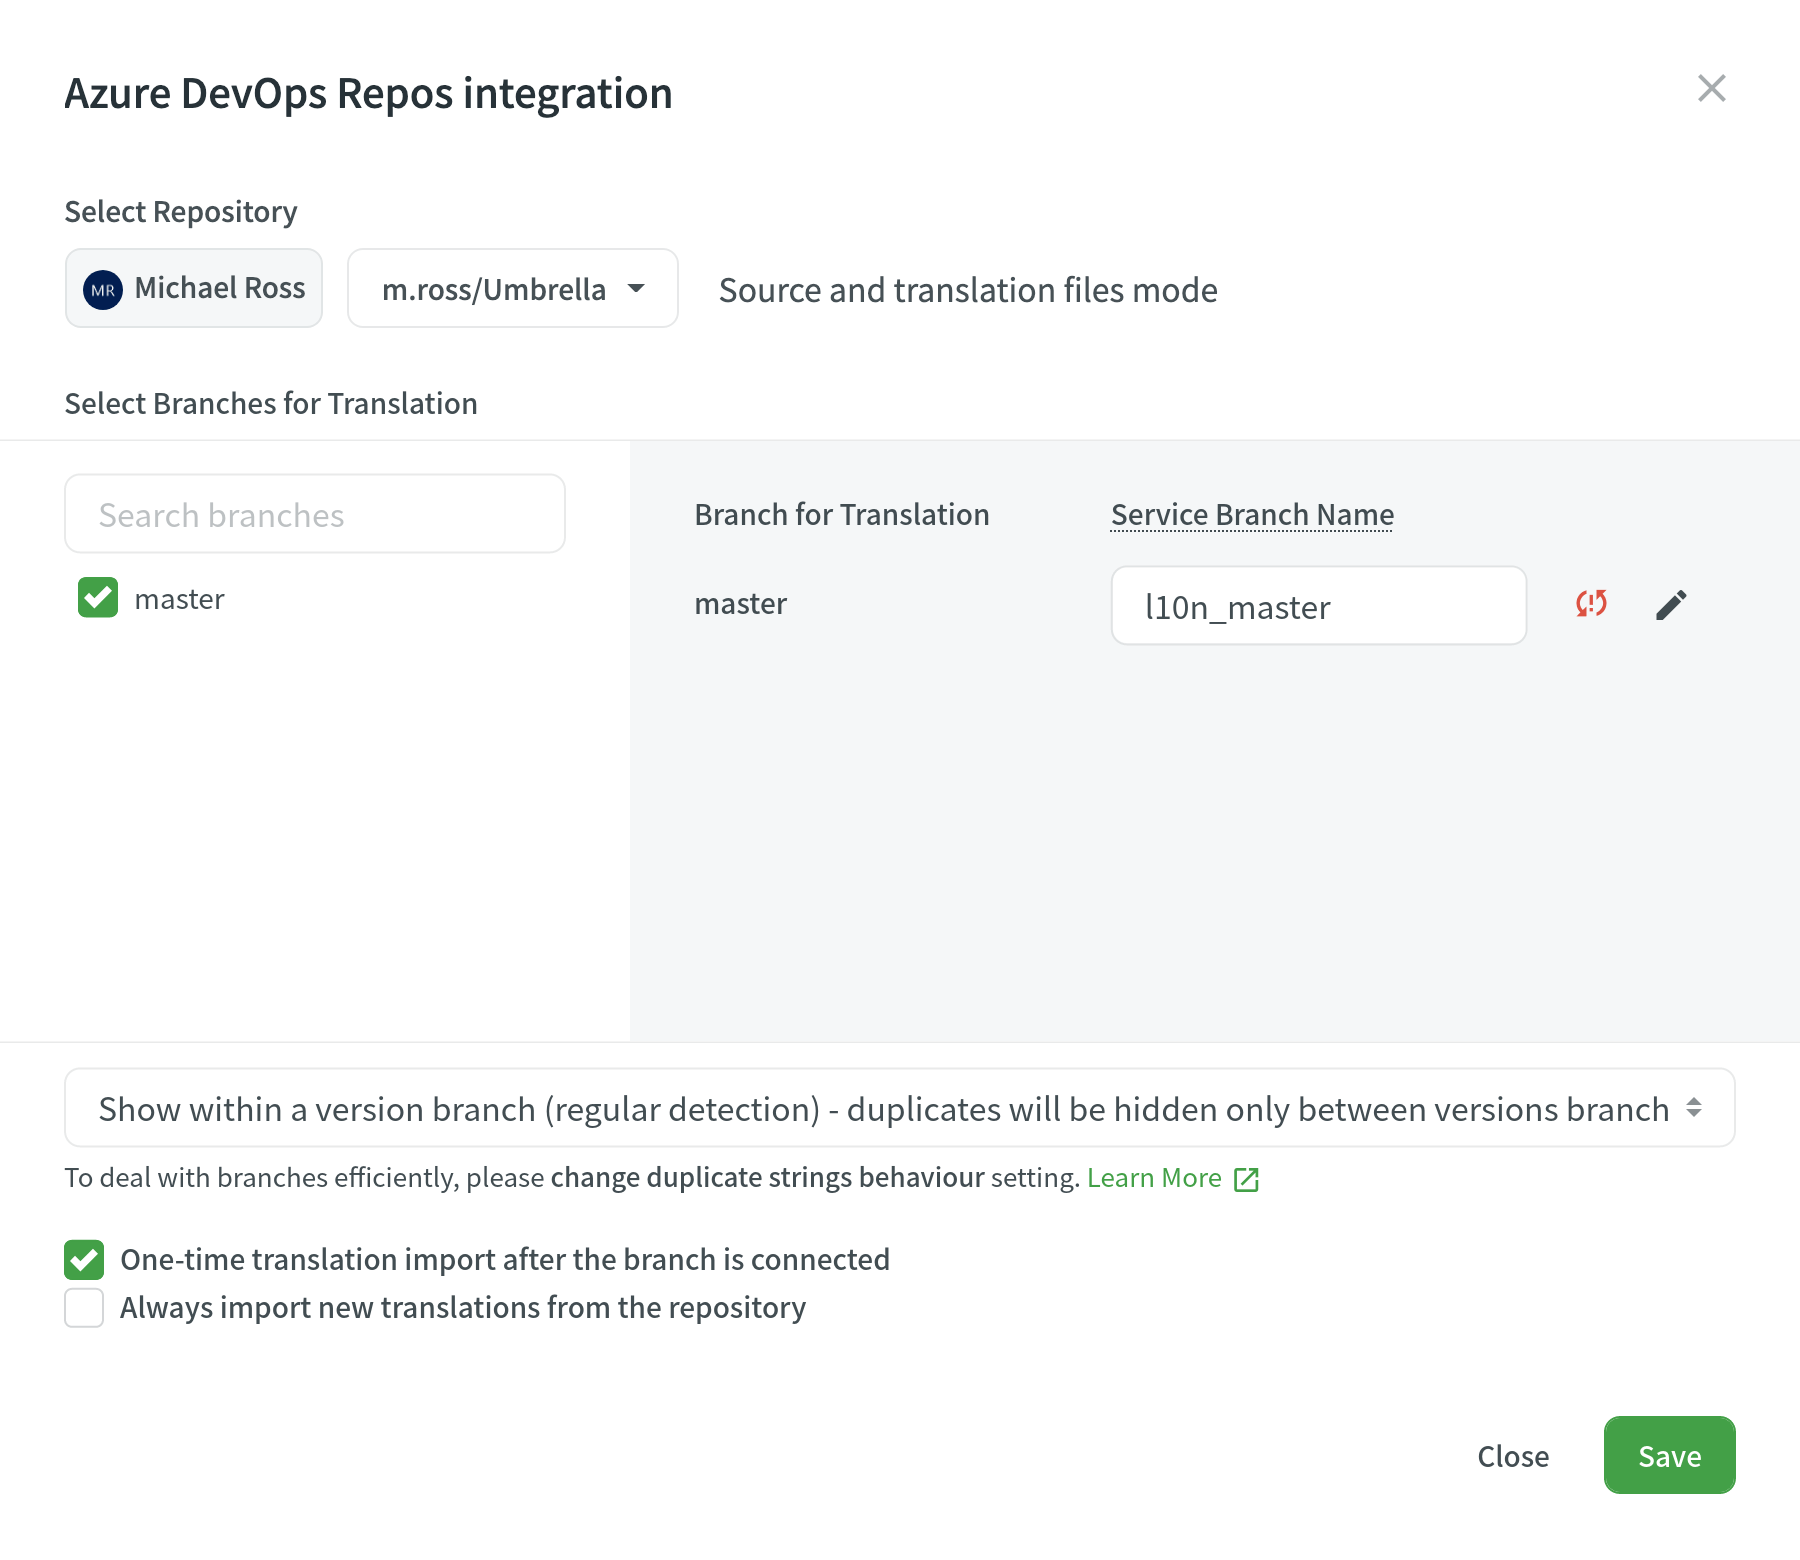 Azure DevOps Repos integration
Select Repository
MR Michael Ross
m.ross/Umbrella
Source and translation files mode
Select Branches for Translation
Search branches
master
Branch for Translation
Service Branch Name
master
l10n_master
Show within a version branch (regular detection) - duplicates will be hidden only between versions branch
To deal with branches efficiently, please change duplicate strings behaviour setting. Learn More
One-time translation import after the branch is connected
Always import new translations from the repository
Close
Save